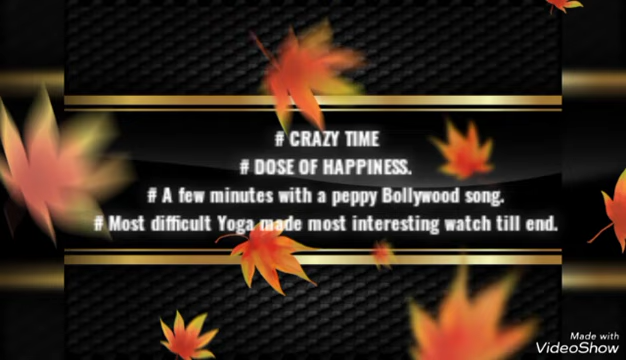 # CRAZY TIME
# DOSE OF HAPPINESS.
# A few minutes with a peppy Bollywood song.
# Most difficult Yoga made most interesting watch till end.
Made with
VideoShow